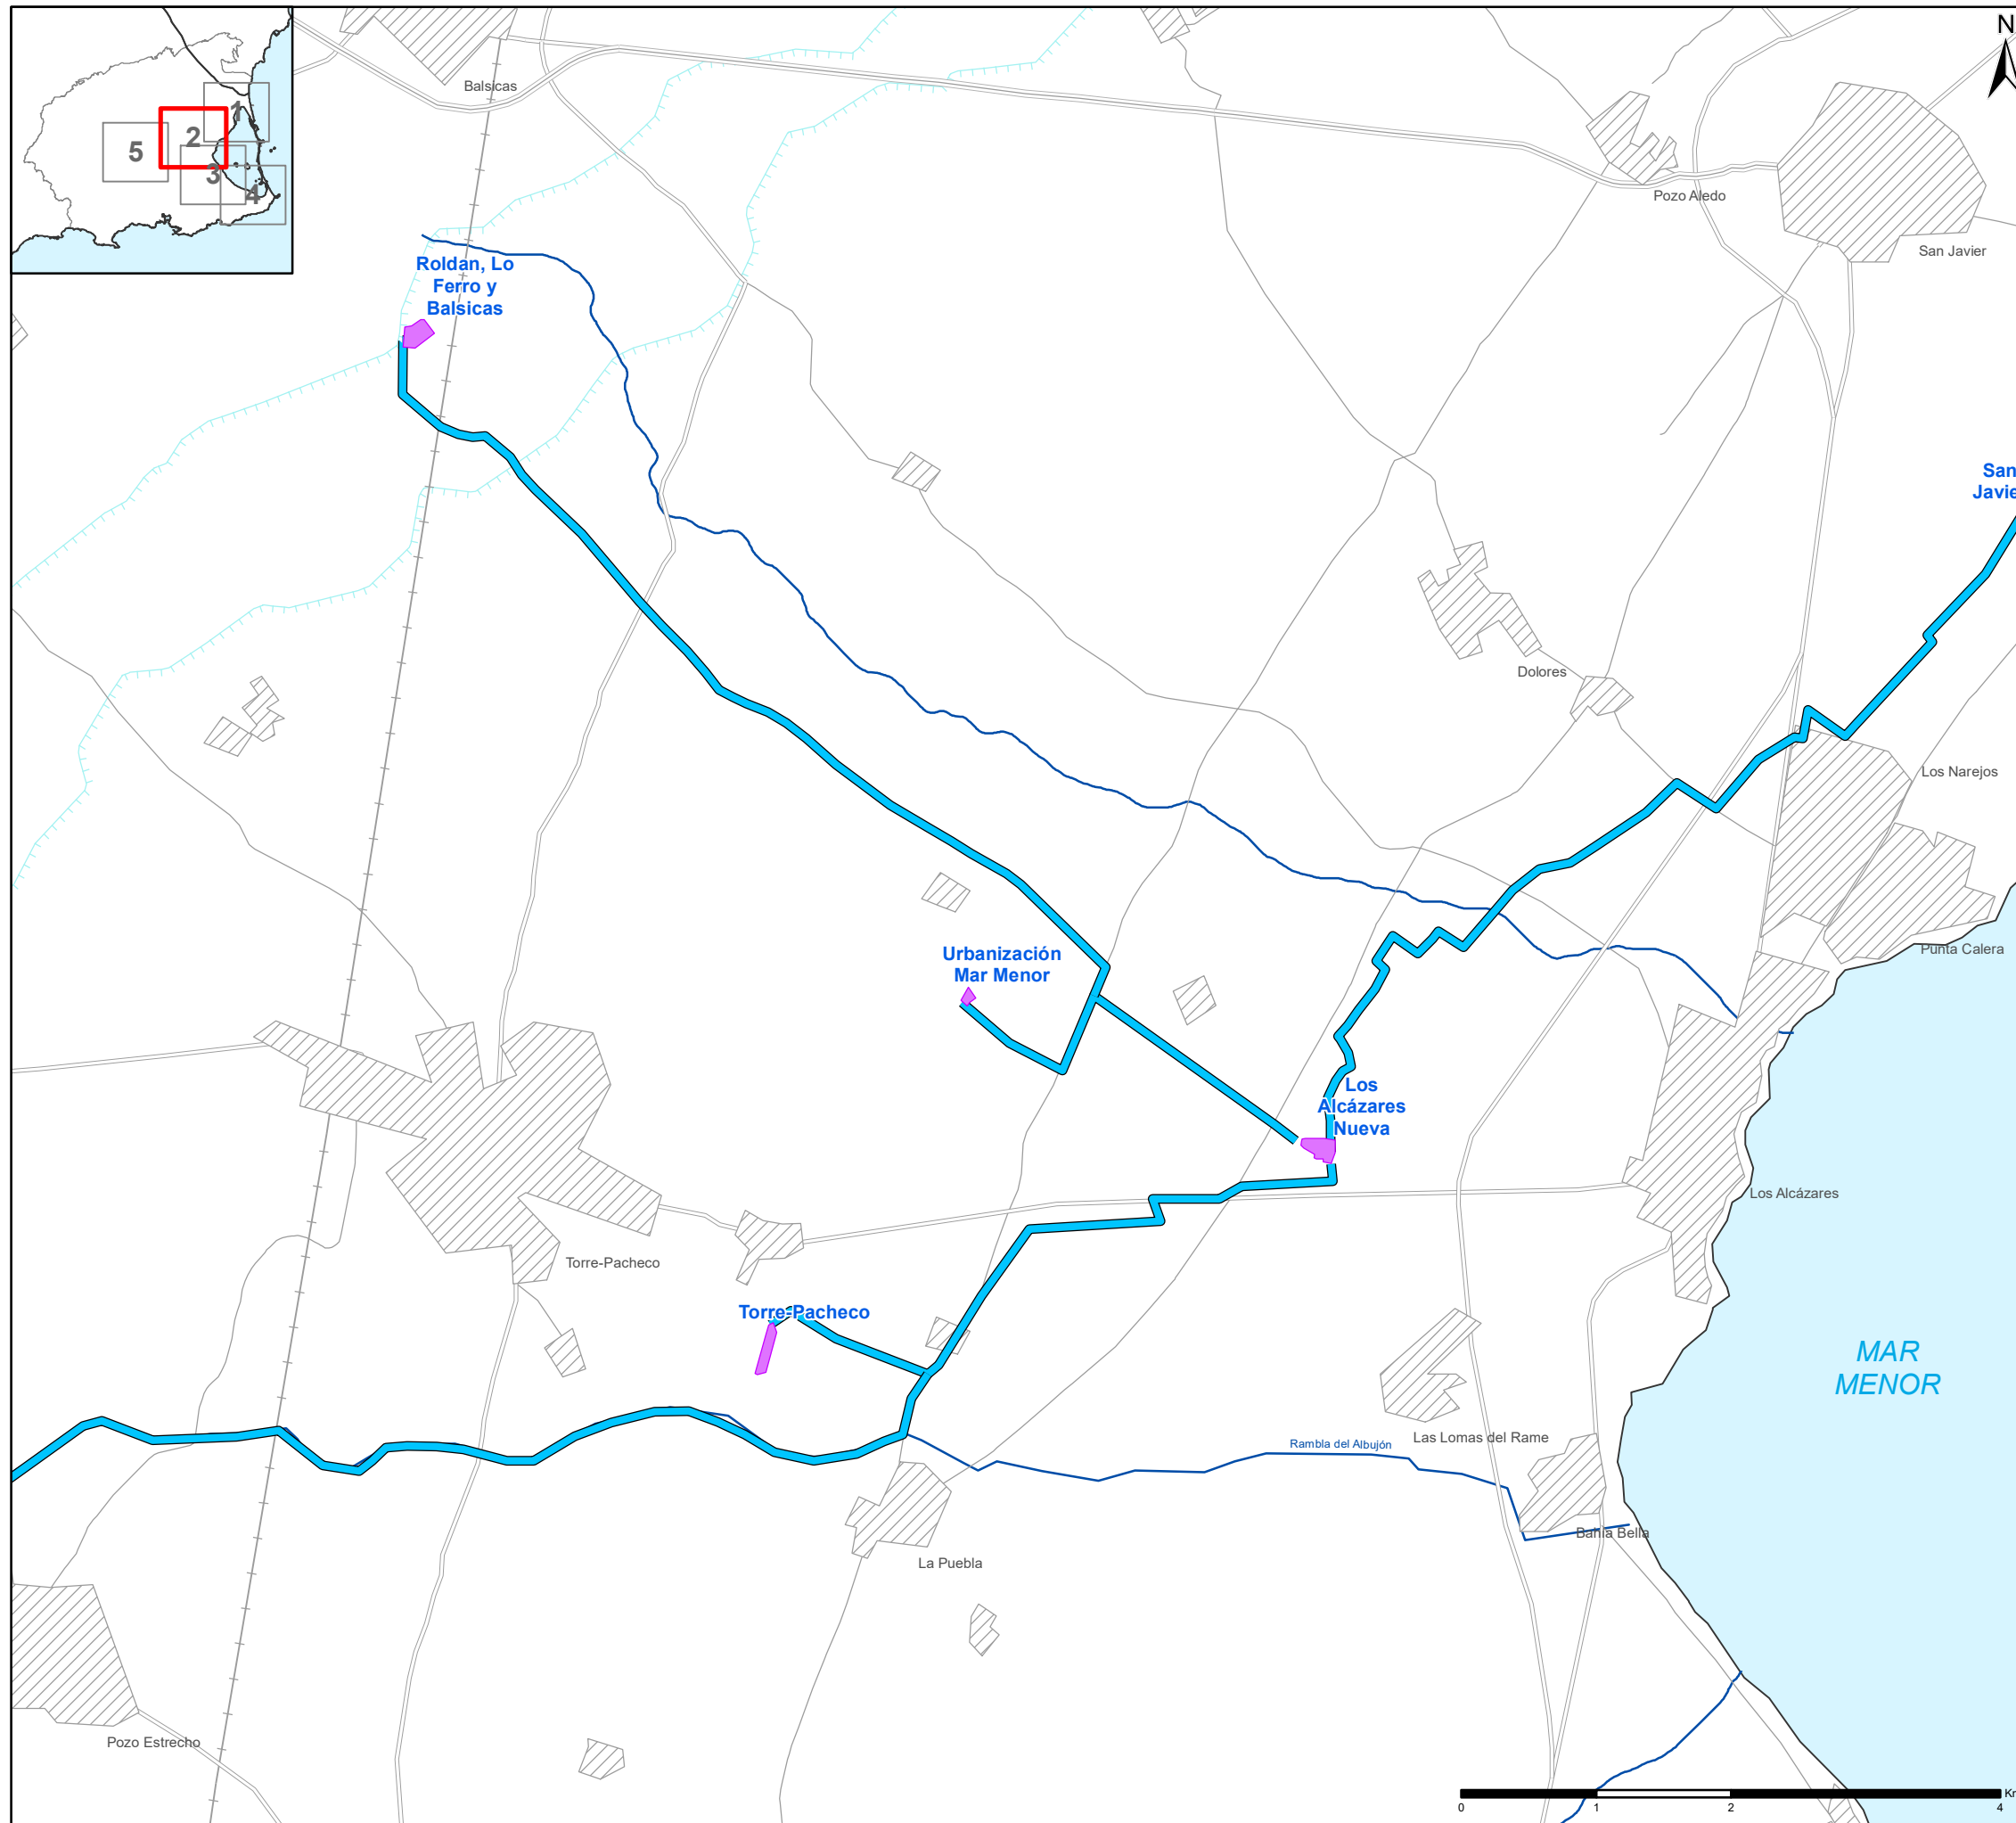 N
Balsicas
1
2
5
3
4
Pozo Aledo
San Javier
Roldan, Lo
Ferro y
Balsicas
San
Javie
Dolores
Los Narejos
Urbanización
Mar Menor
Punta Calera
Los
Alcázares
Nueva
Los Alcázares
Torre-Pacheco
Torre-Pacheco
MAR
MENOR
Las Lomas del Rame
Rambla del Albujón
Bahía Bella
La Puebla
Pozo Estrecho
Km
0 1 2 4